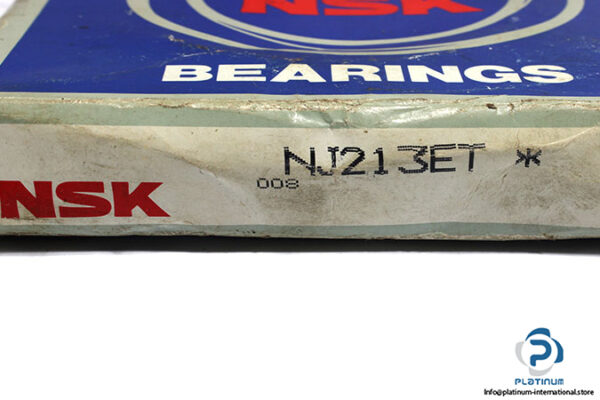 NSK
BEARINGS
NJ213ET *
008
NSK
PLATINUM
Info@platinum-international.store